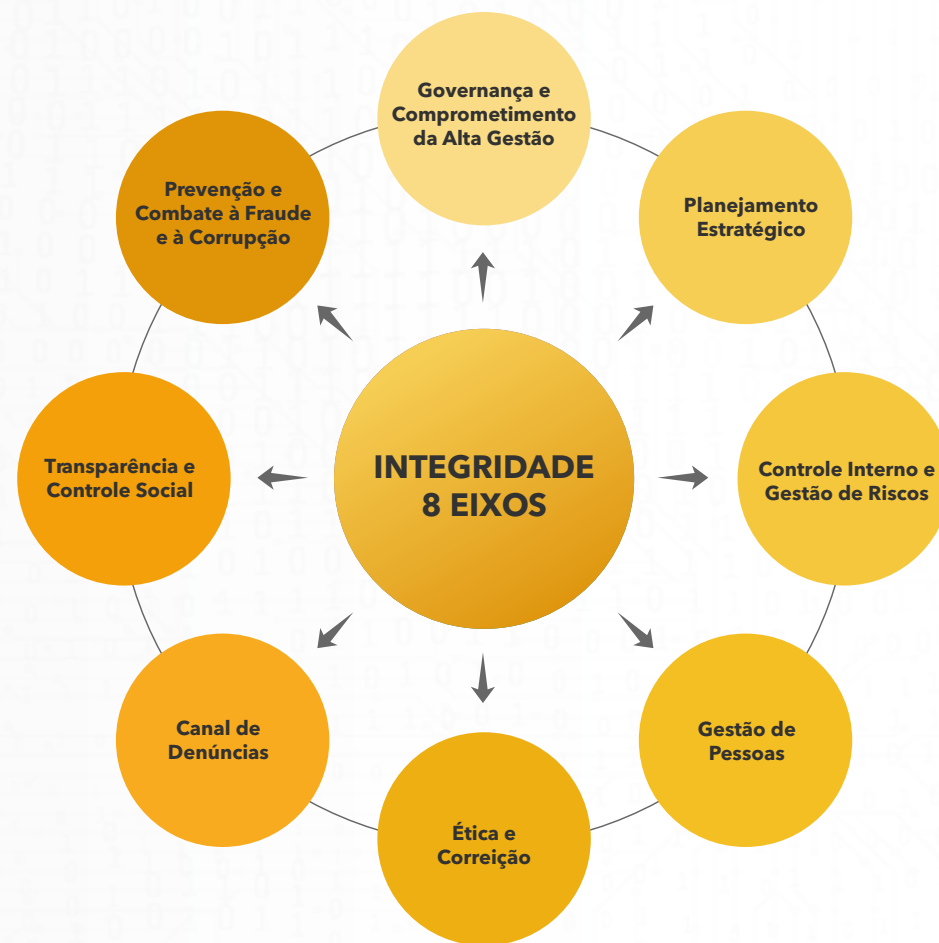 Governança e
Comprometimento
da Alta Gestão
Planejamento
Estratégico
Controle Interno e
Gestão de Riscos
Gestão de
Pessoas
Ética e
Correição
Canal de
Denúncias
Transparência e
Controle Social
Prevenção e
Combate à Fraude
e à Corrupção
INTEGRIDADE
8 EIXOS